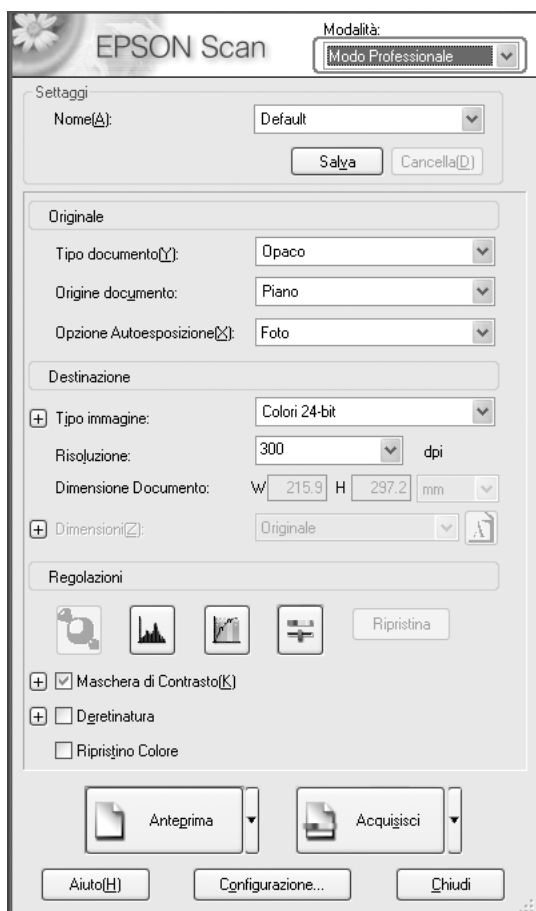 EPSON Scan
Modalità:
Modo Professionale
Settaggi
Nome(A): Default
Salva Cancella(D)
Originale
Tipo documento(Y): Opaco
Origine documento: Piano
Opzione Autoesposizione(X): Foto
Destinazione
Tipo immagine: Colori 24-bit
Risoluzione: 300 dpi
Dimensione Documento: W 215.9 H 297.2 mm
Dimensioni(Z): Originale
Regolazioni
Ripristina
Maschera di Contrasto(K)
Deretinatura
Ripristino Colore
Anteprima Acquisisci
Aiuto(H) Configurazione... Chiudi